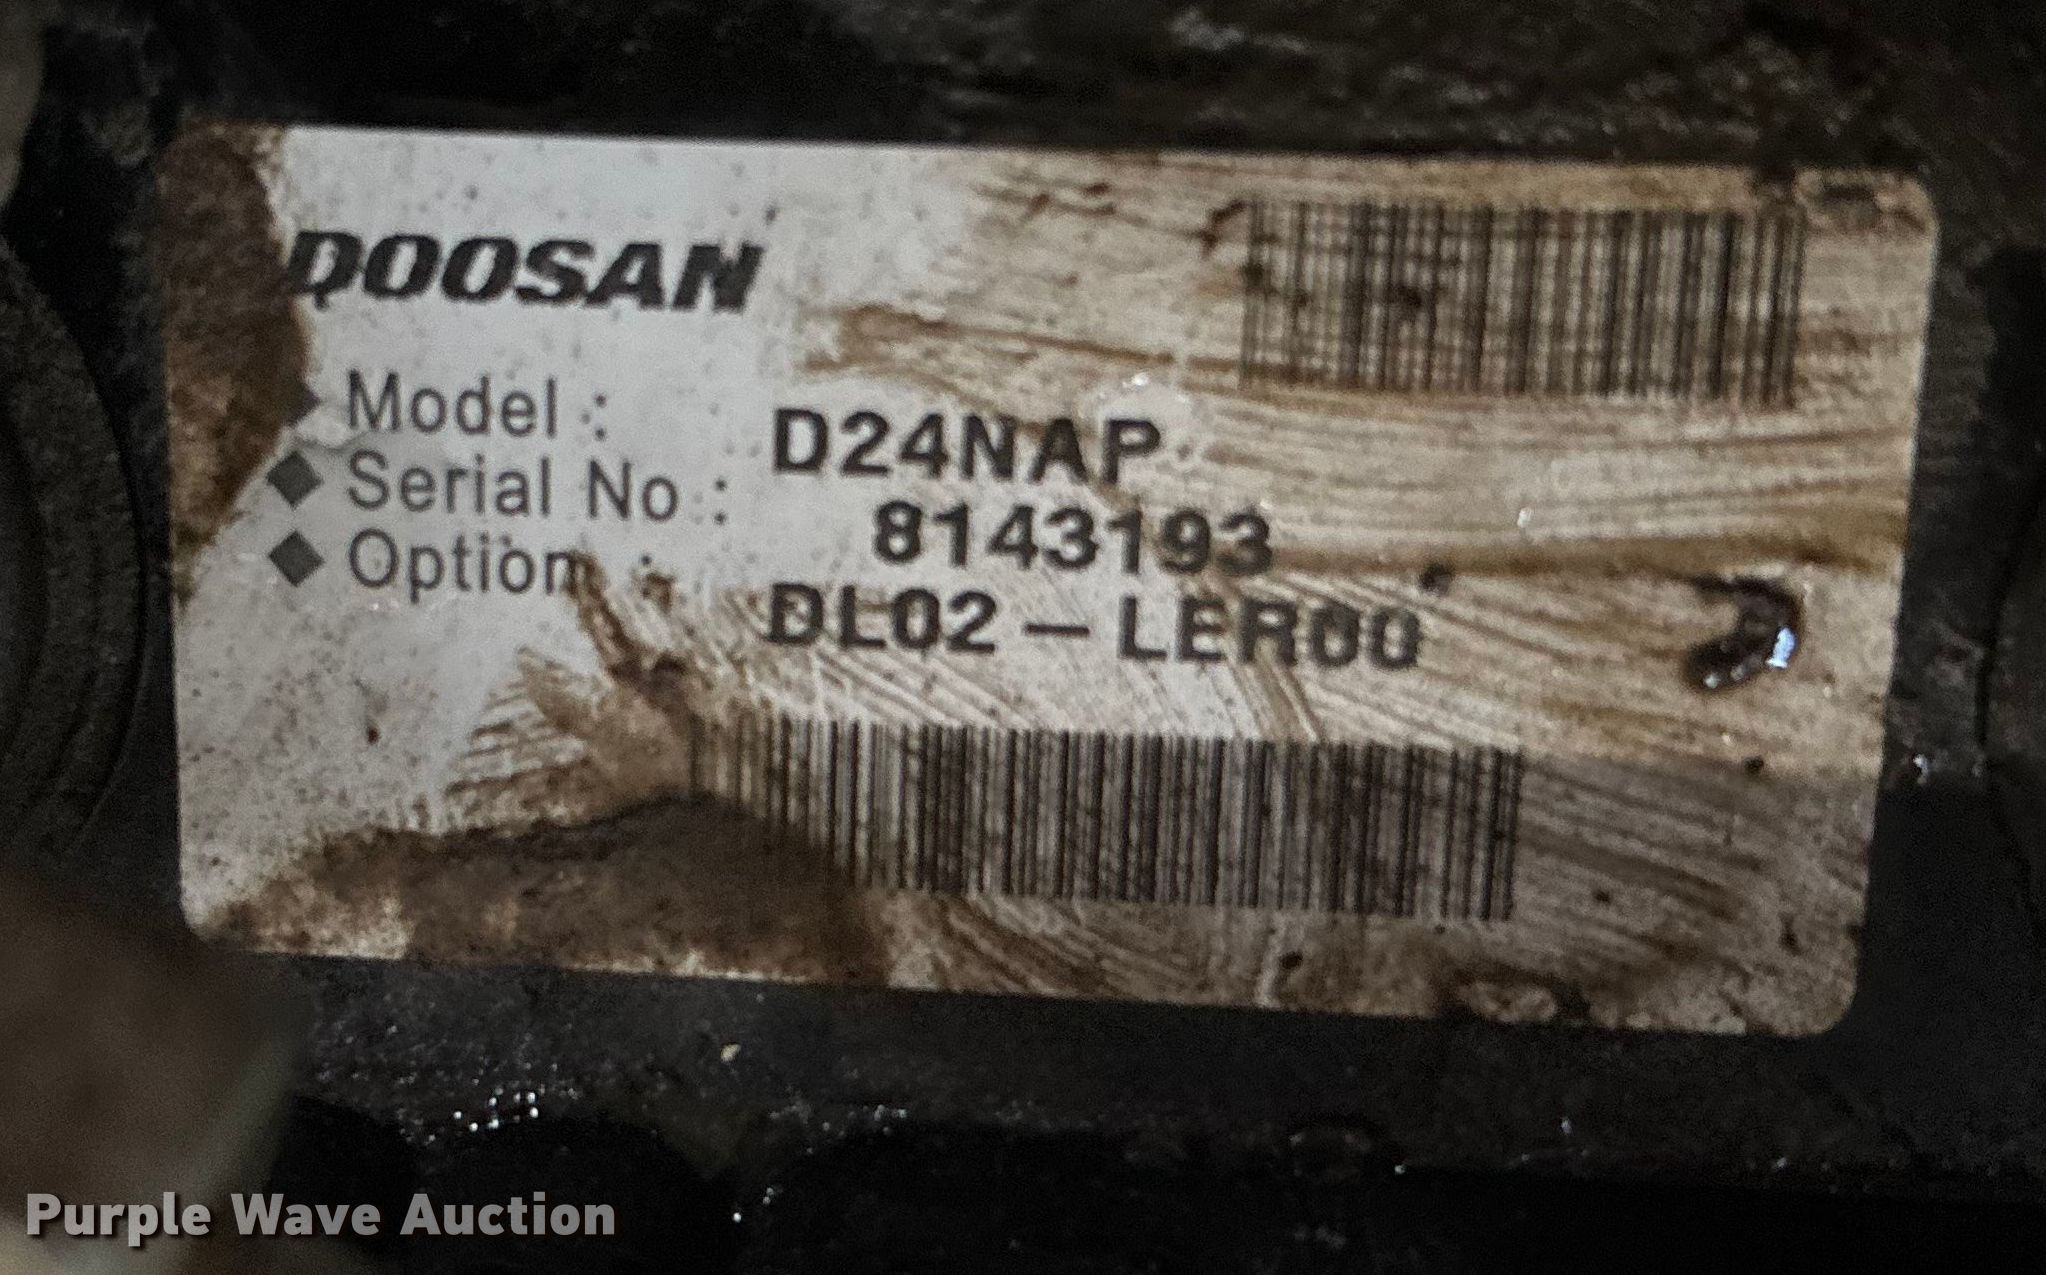 DOOSAN
◆ Model : D24NAP
◆ Serial No : 8143193
◆ Option : DL02-LER00
Purple Wave Auction